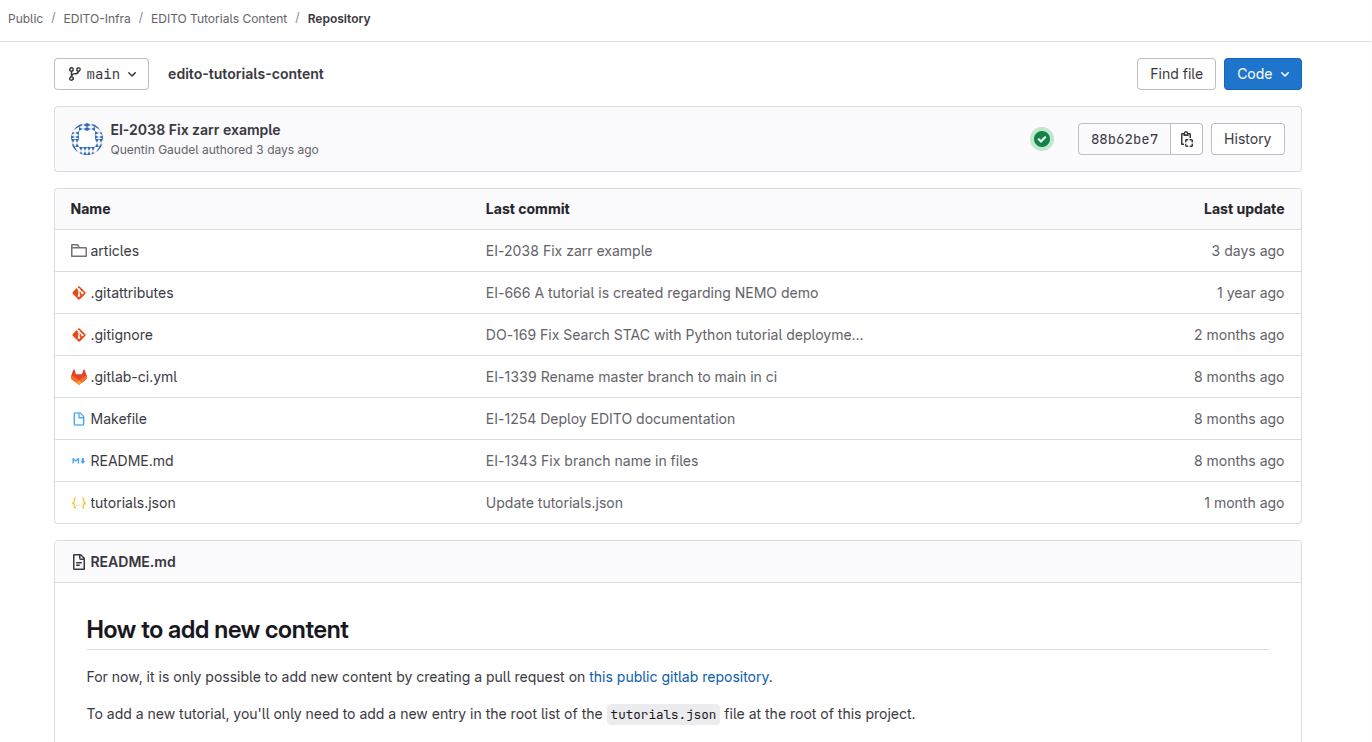 Public / EDITO-Infra / EDITO Tutorials Content / Repository
main edito-tutorials-content Find file Code
EI-2038 Fix zarr example
Quentin Gaudel authored 3 days ago
88b62be7 History
Name Last commit Last update
articles EI-2038 Fix zarr example 3 days ago
.gitattributes EI-666 A tutorial is created regarding NEMO demo 1 year ago
.gitignore DO-169 Fix Search STAC with Python tutorial deployme... 2 months ago
.gitlab-ci.yml EI-1339 Rename master branch to main in ci 8 months ago
Makefile EI-1254 Deploy EDITO documentation 8 months ago
README.md EI-1343 Fix branch name in files 8 months ago
tutorials.json Update tutorials.json 1 month ago
README.md
How to add new content
For now, it is only possible to add new content by creating a pull request on this public gitlab repository.
To add a new tutorial, you'll only need to add a new entry in the root list of the tutorials.json file at the root of this project.